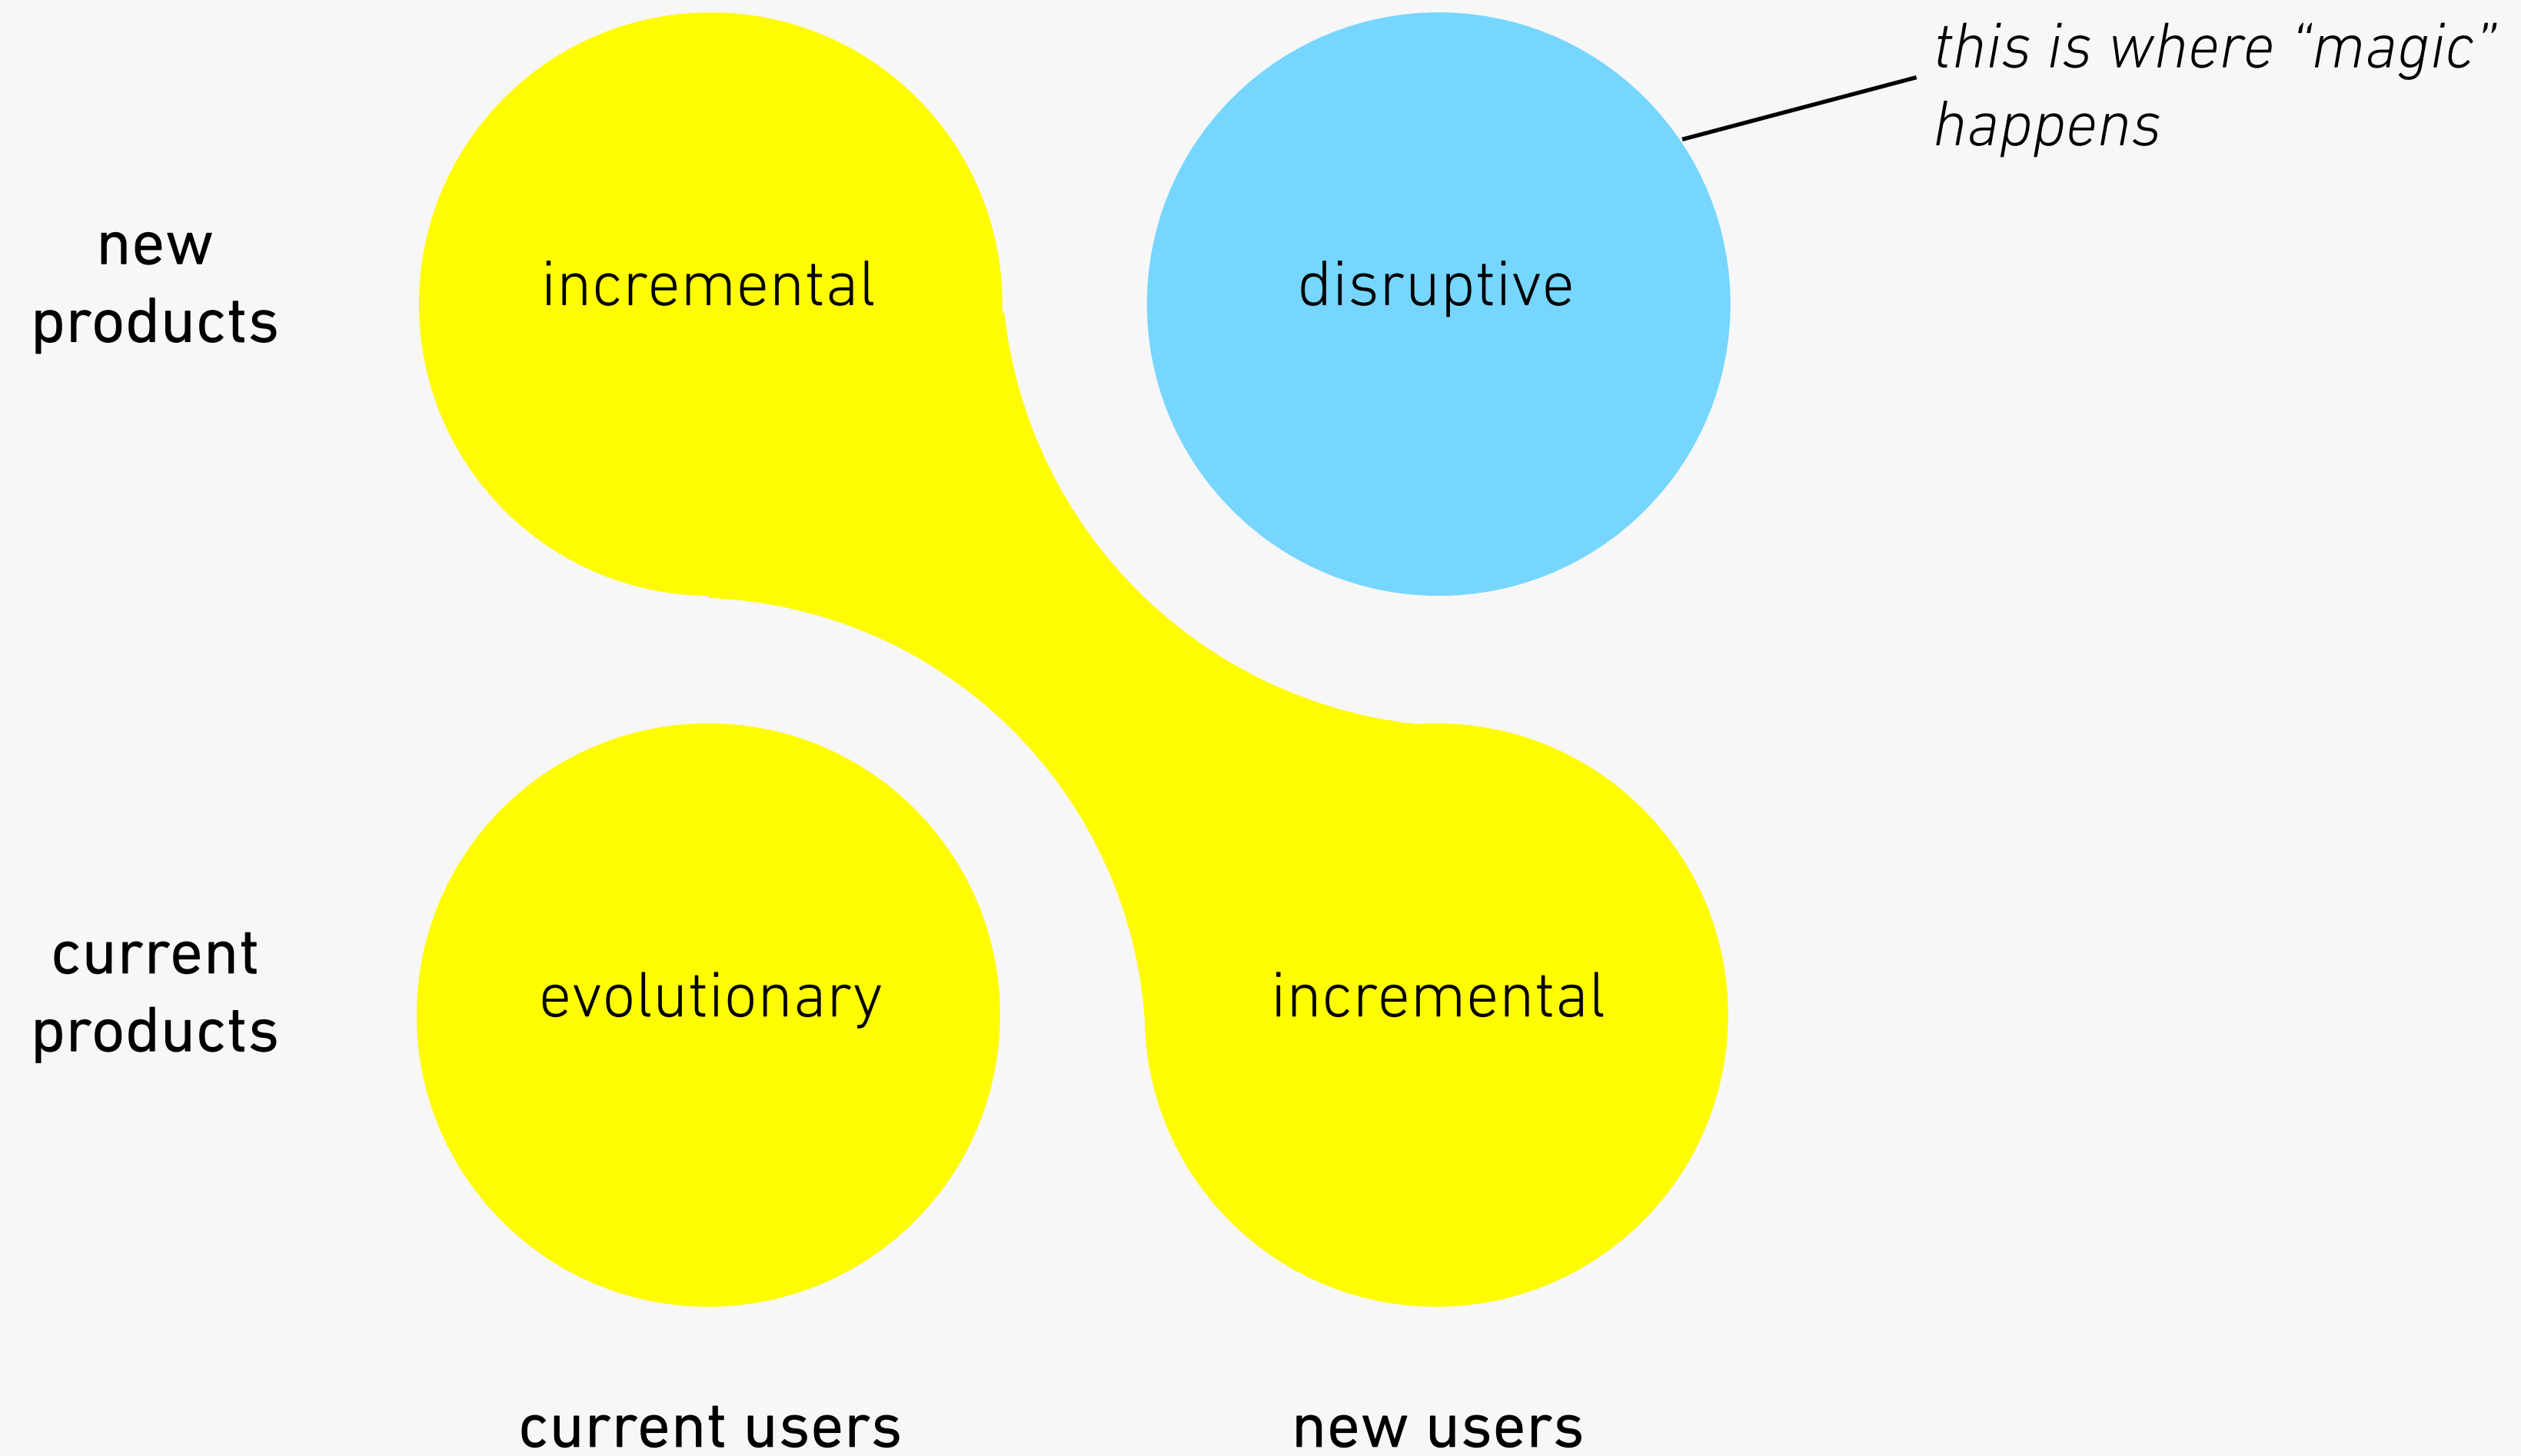 this is where “magic”
happens
new
products
incremental
disruptive
current
products
evolutionary
incremental
current users
new users